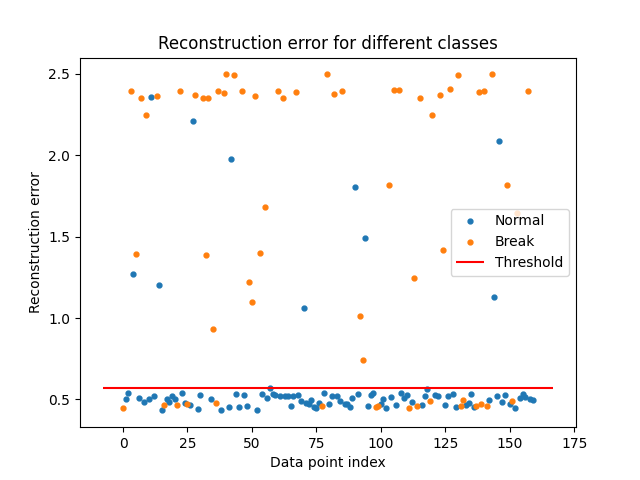 Reconstruction error for different classes
2.5
2.0
1.5
1.0
0.5
Reconstruction error
Normal
Break
Threshold
0
25
50
75
100
125
150
175
Data point index